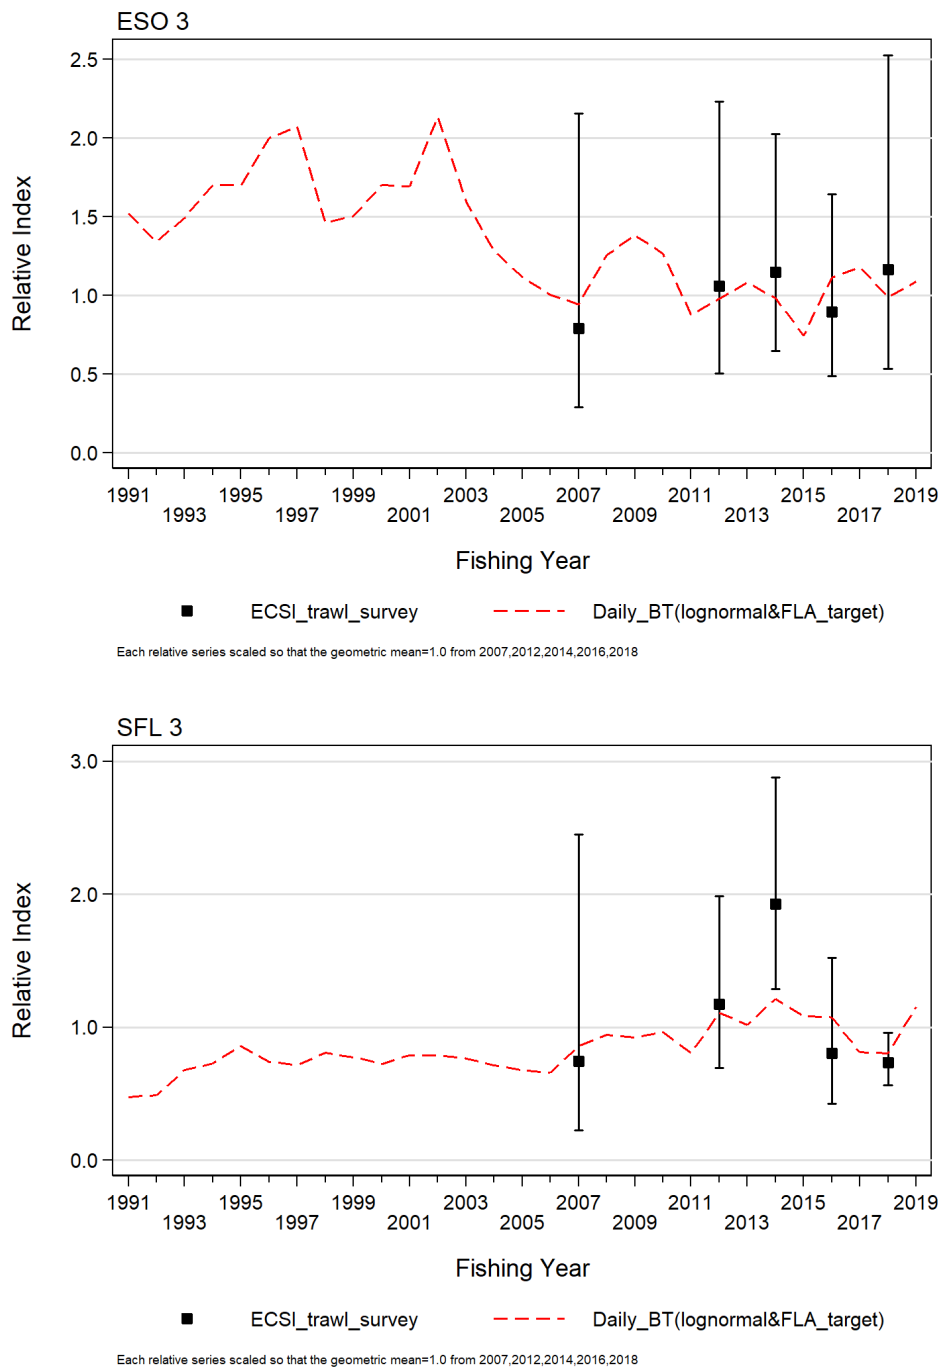 ESO 3
2.5
2.0
1.5
1.0
0.5
0.0
Relative Index
1991 1995 1999 2003 2007 2011 2015 2019
1993 1997 2001 2005 2009 2013 2017
Fishing Year
ECSI_trawl_survey Daily_BT(lognormal&FLA_target)
Each relative series scaled so that the geometric mean=1.0 from 2007,2012,2014,2016,2018
SFL 3
3.0
2.0
1.0
0.0
Relative Index
1991 1995 1999 2003 2007 2011 2015 2019
1993 1997 2001 2005 2009 2013 2017
Fishing Year
ECSI_trawl_survey Daily_BT(lognormal&FLA_target)
Each relative series scaled so that the geometric mean=1.0 from 2007,2012,2014,2016,2018